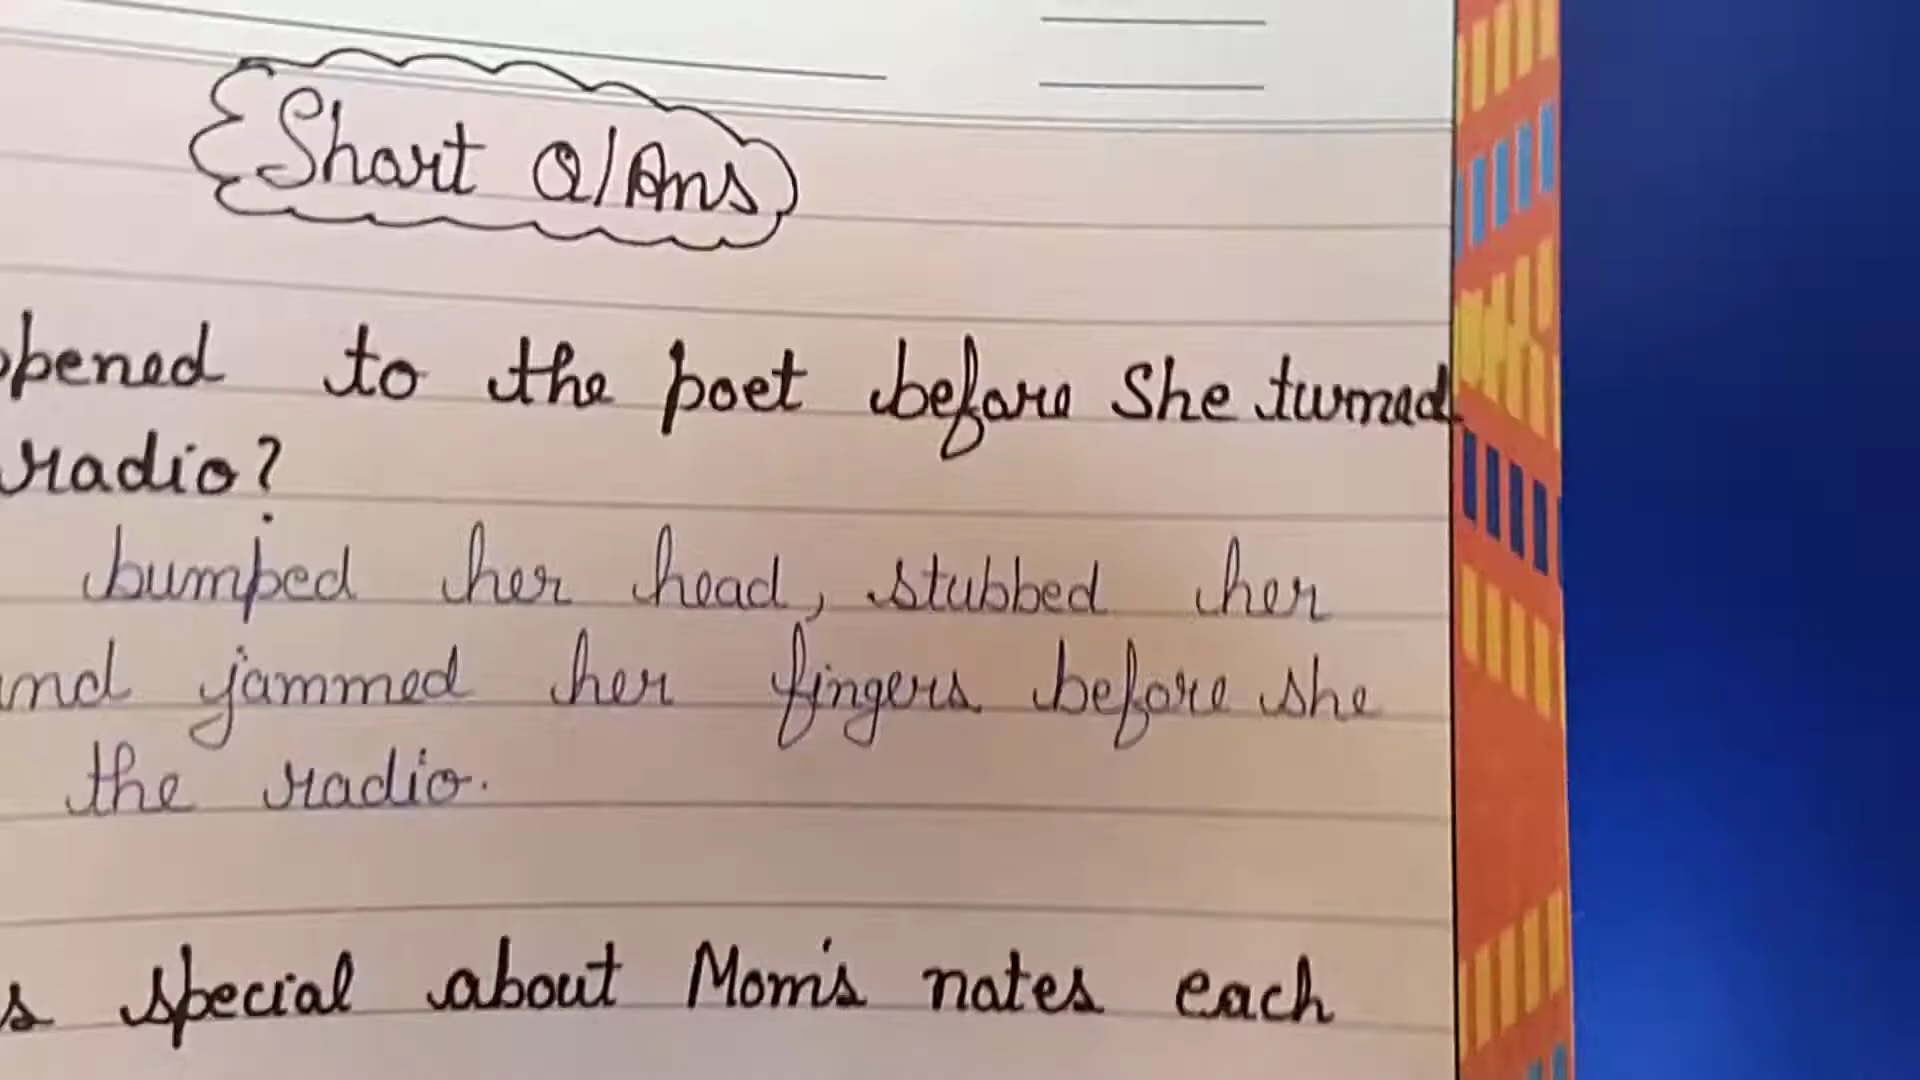 Short Q/Ans
pened to the poet before She turned
radio?
bumped her head, stubbed her
and jammed her fingers before she
the radio.
s special about Mom's notes each